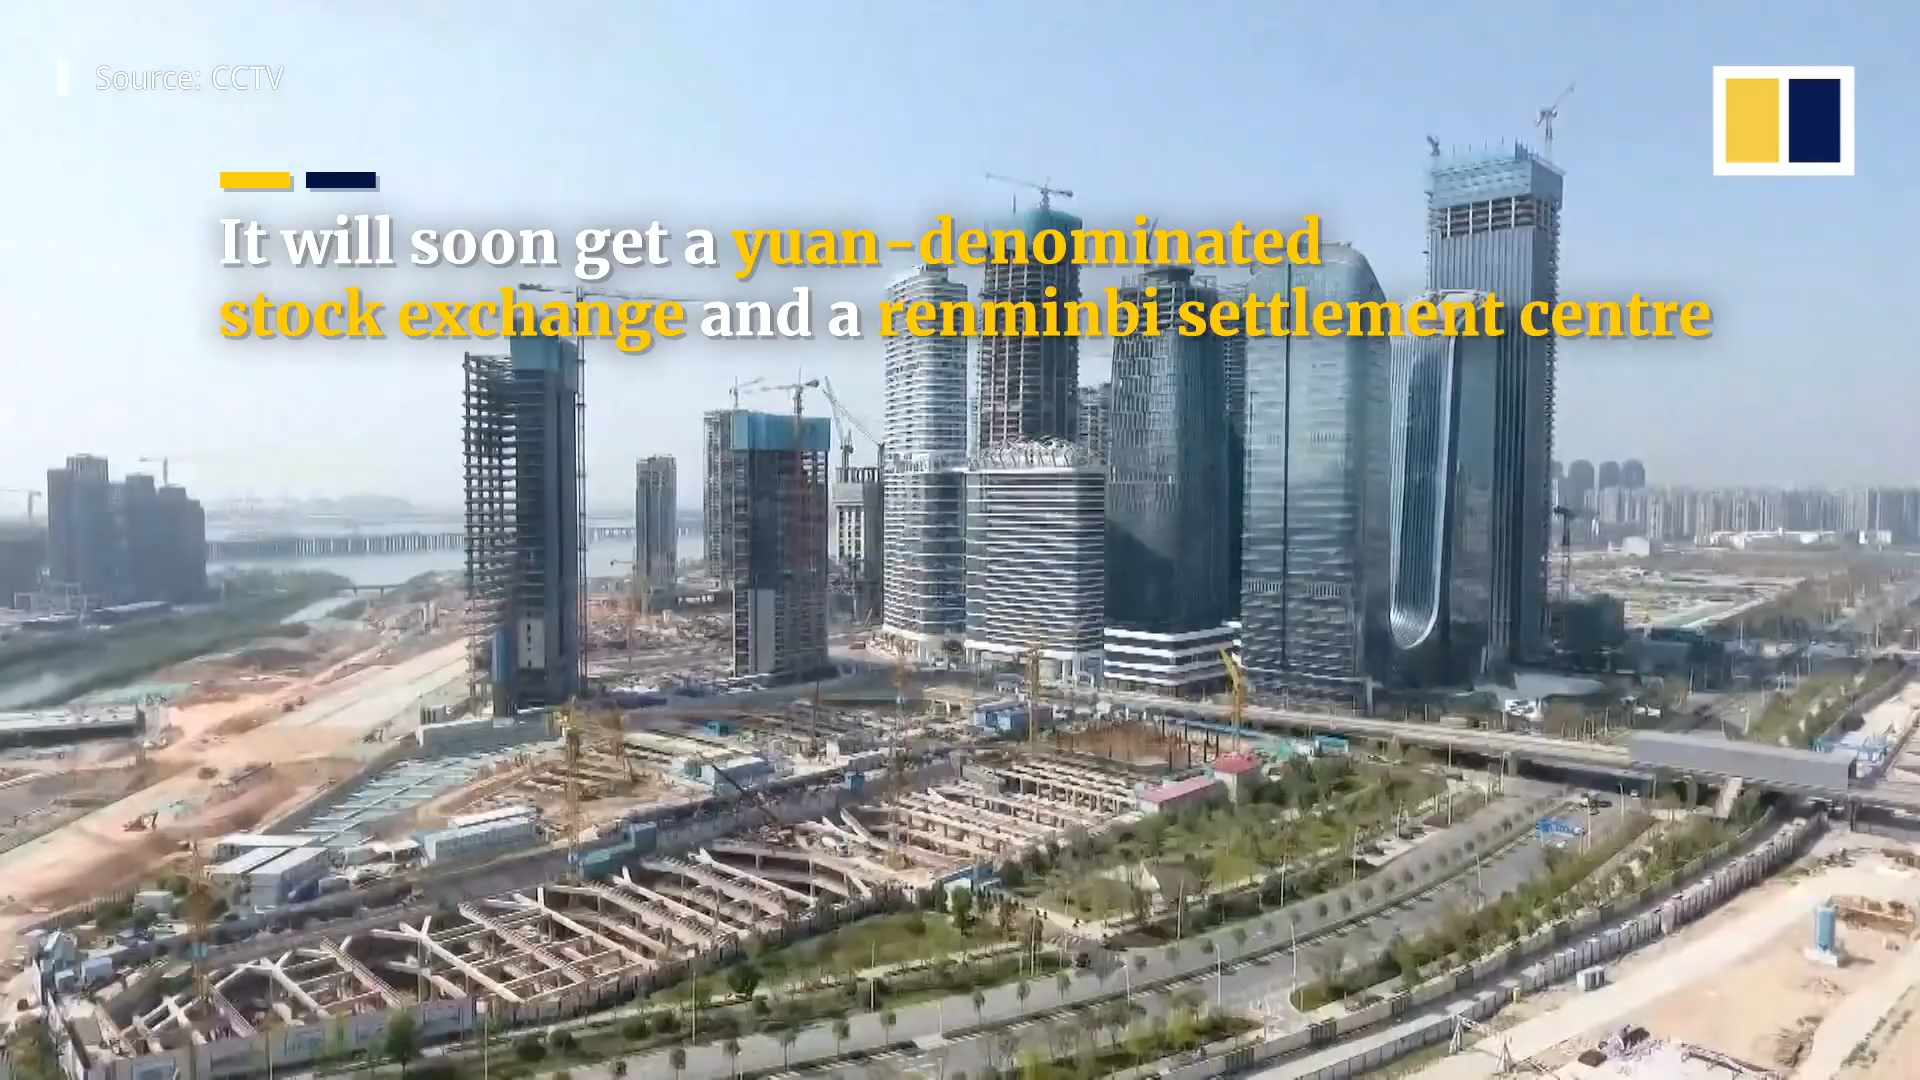 Source: CCTV
It will soon get a yuan-denominated
stock exchange and a renminbi settlement centre